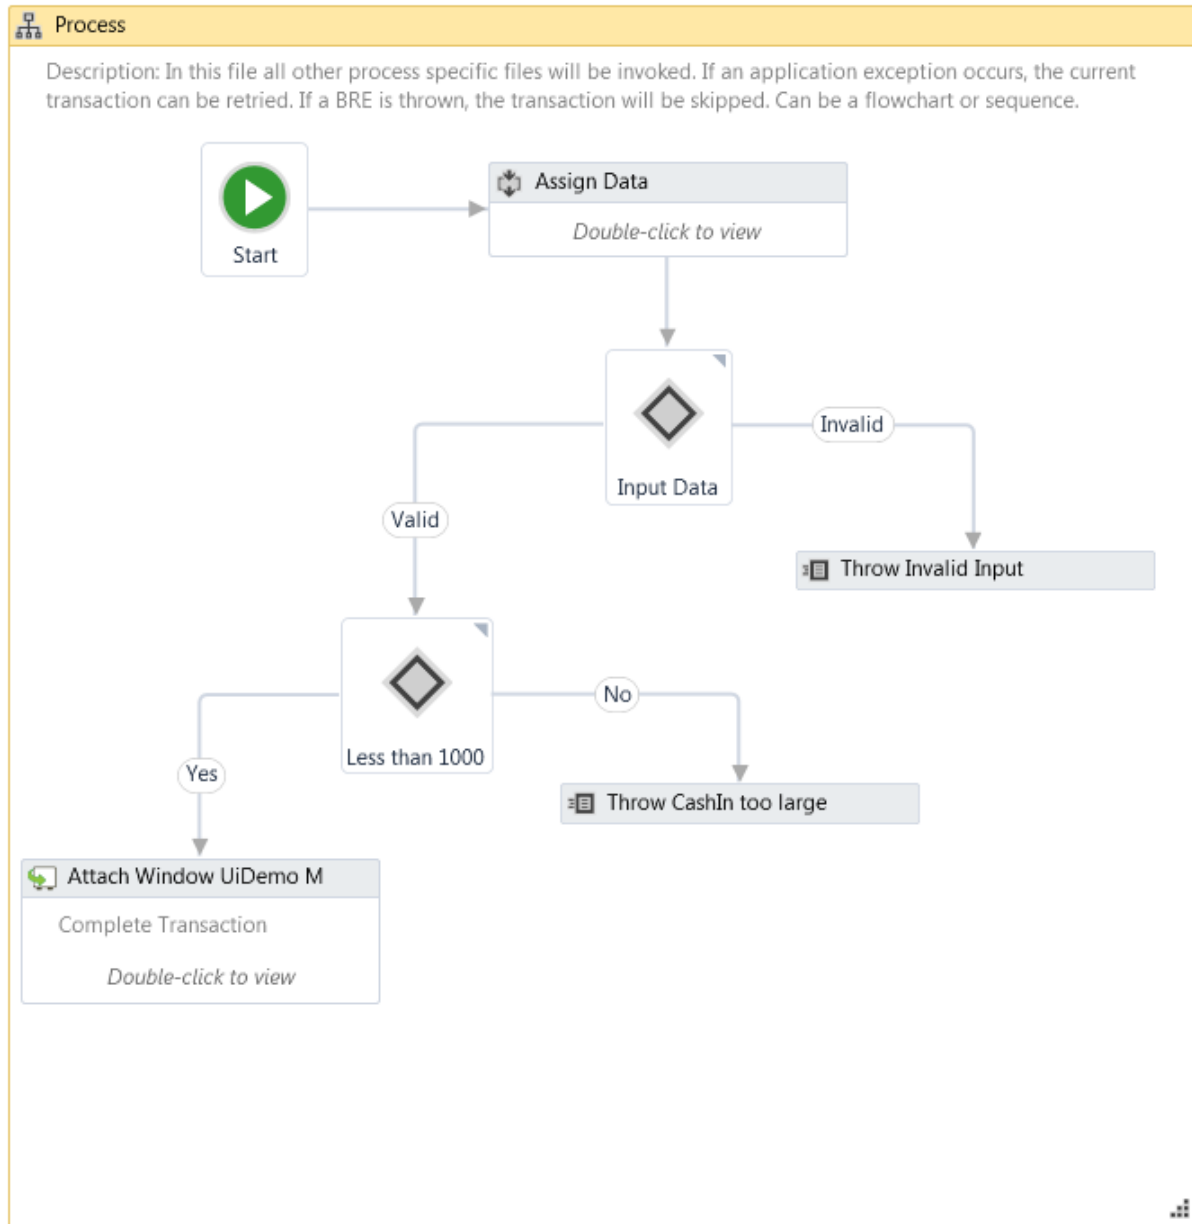 Process
Description: In this file all other process specific files will be invoked. If an application exception occurs, the current
transaction can be retried. If a BRE is thrown, the transaction will be skipped. Can be a flowchart or sequence.
Start
Assign Data
Double-click to view
Input Data
Invalid
Valid
Throw Invalid Input
Less than 1000
No
Yes
Throw CashIn too large
Attach Window UiDemo M
Complete Transaction
Double-click to view